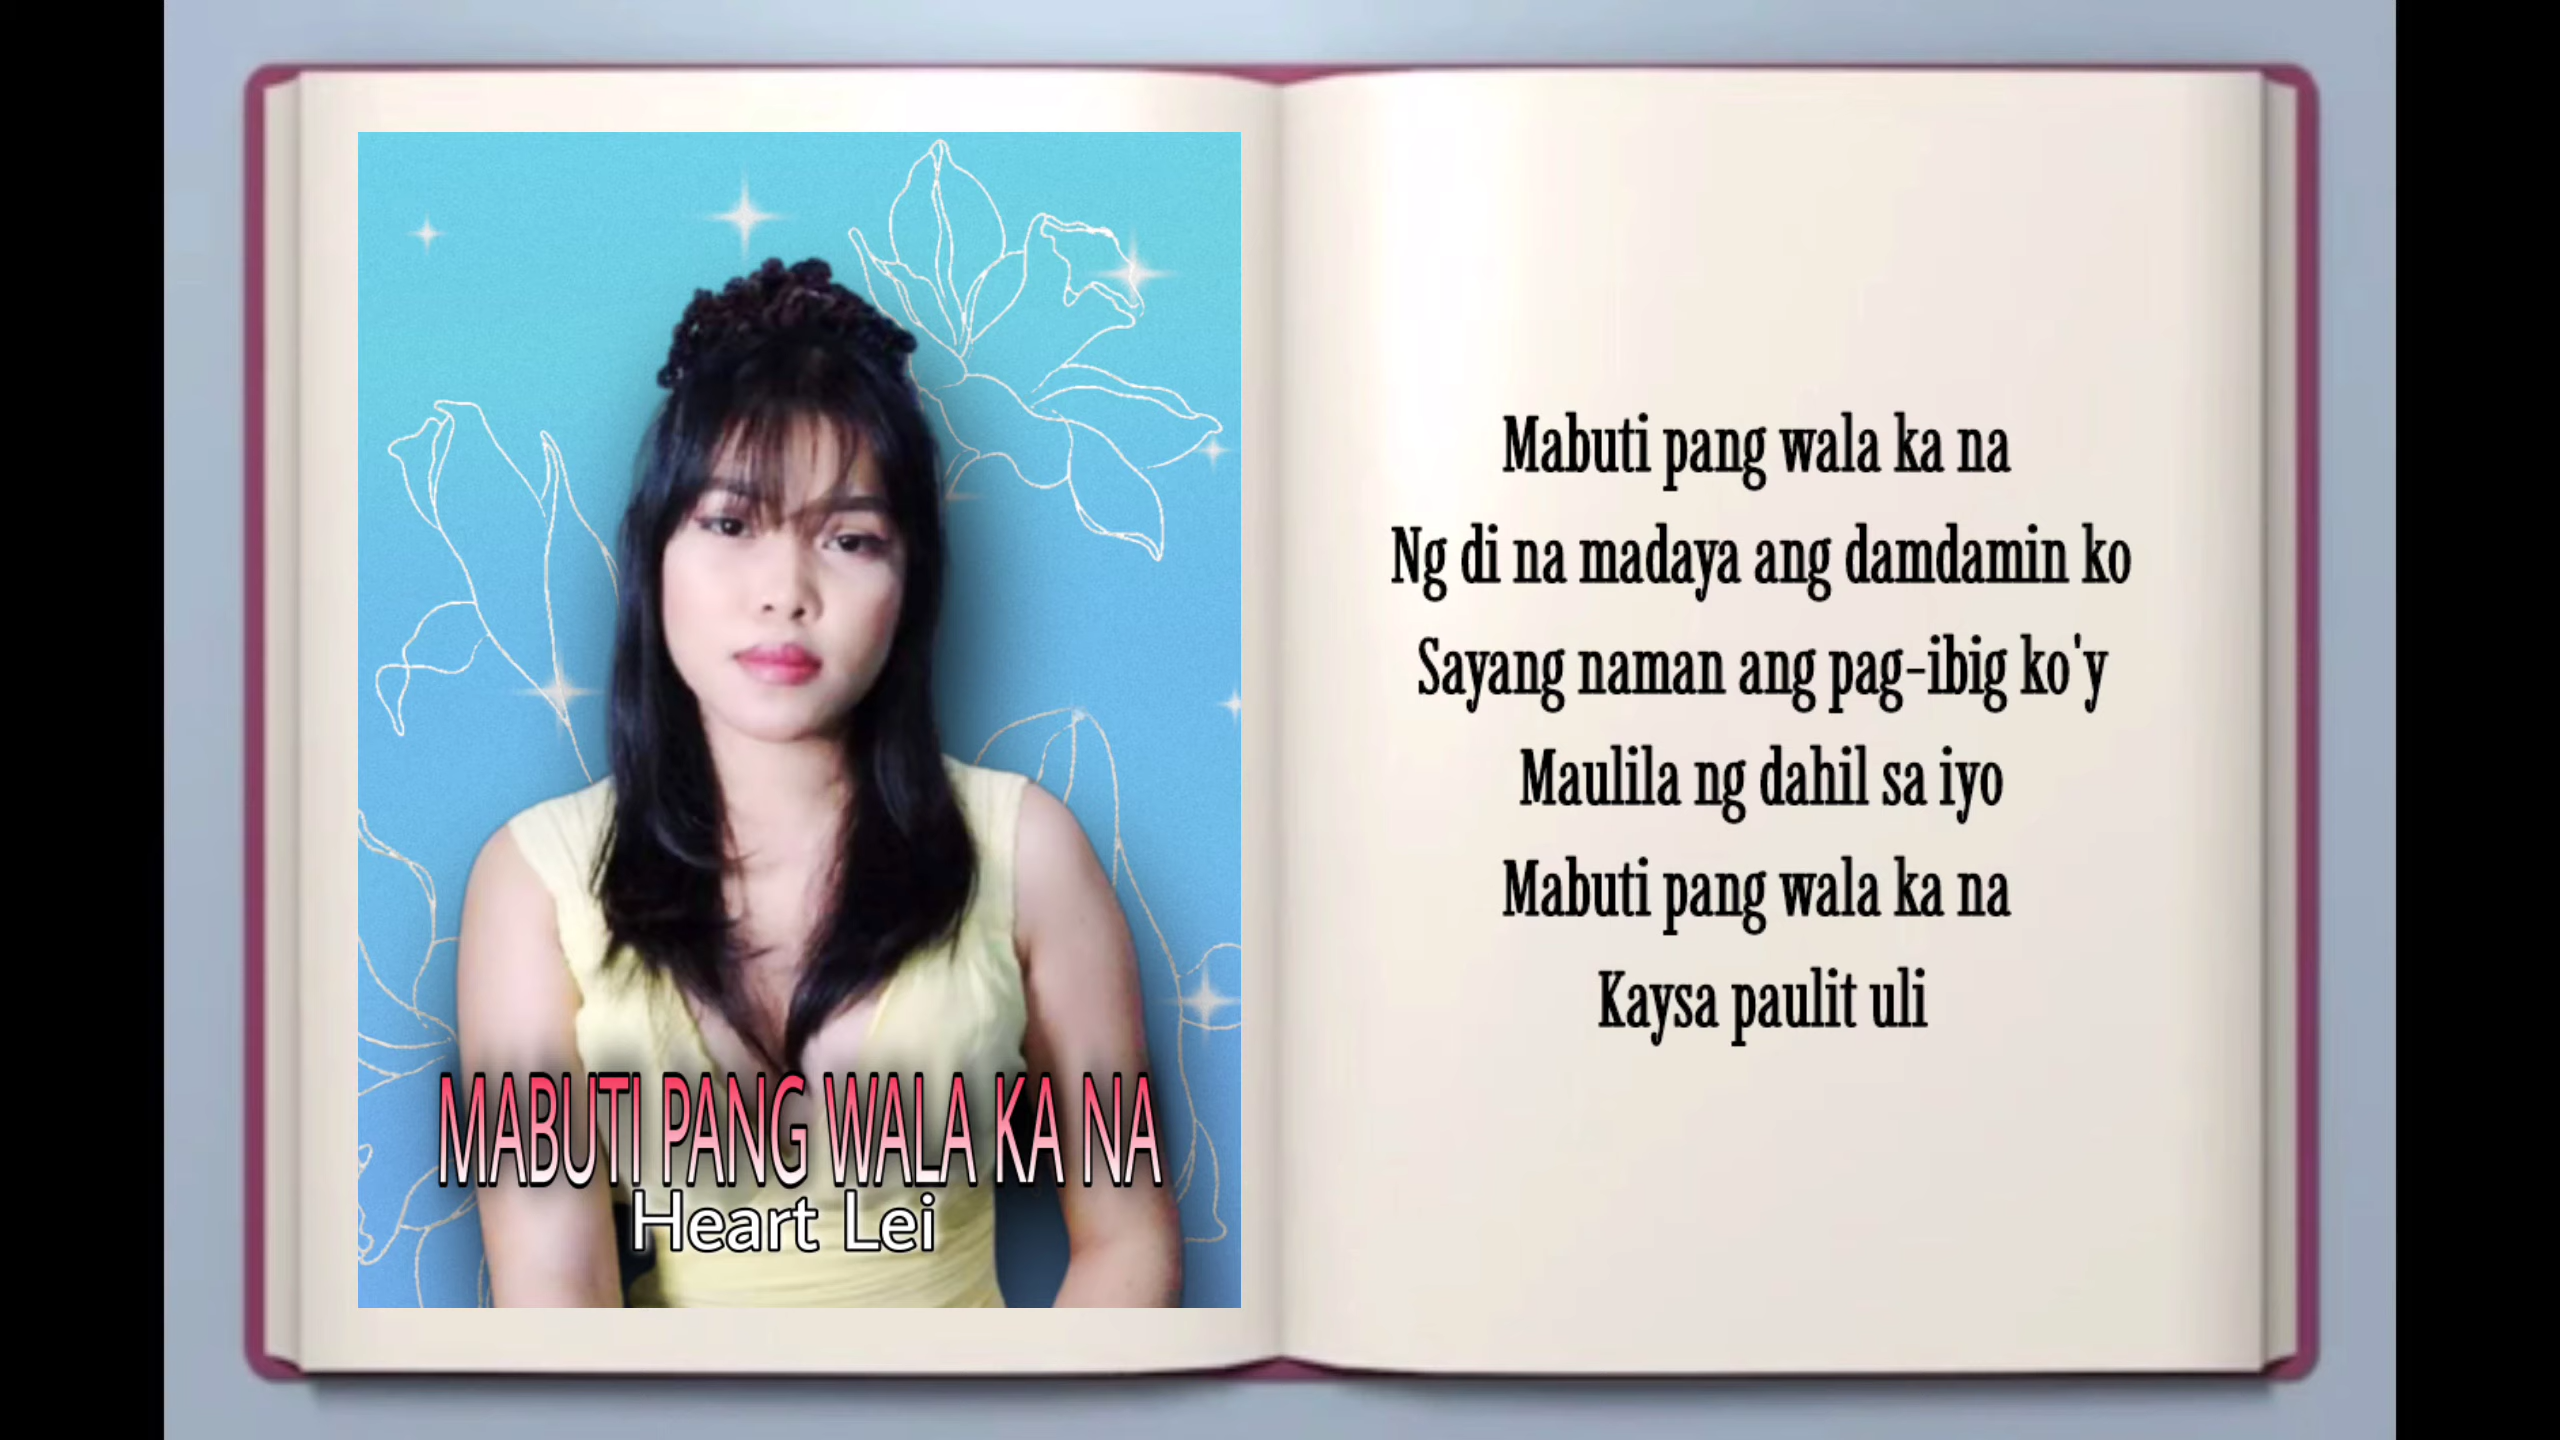 MABUTI PANG WALA KA NA
Heart Lei
Mabuti pang wala ka na
Ng di na madaya ang damdamin ko
Sayang naman ang pag-ibig ko'y
Maulila ng dahil sa iyo
Mabuti pang wala ka na
Kaysa paulit uli